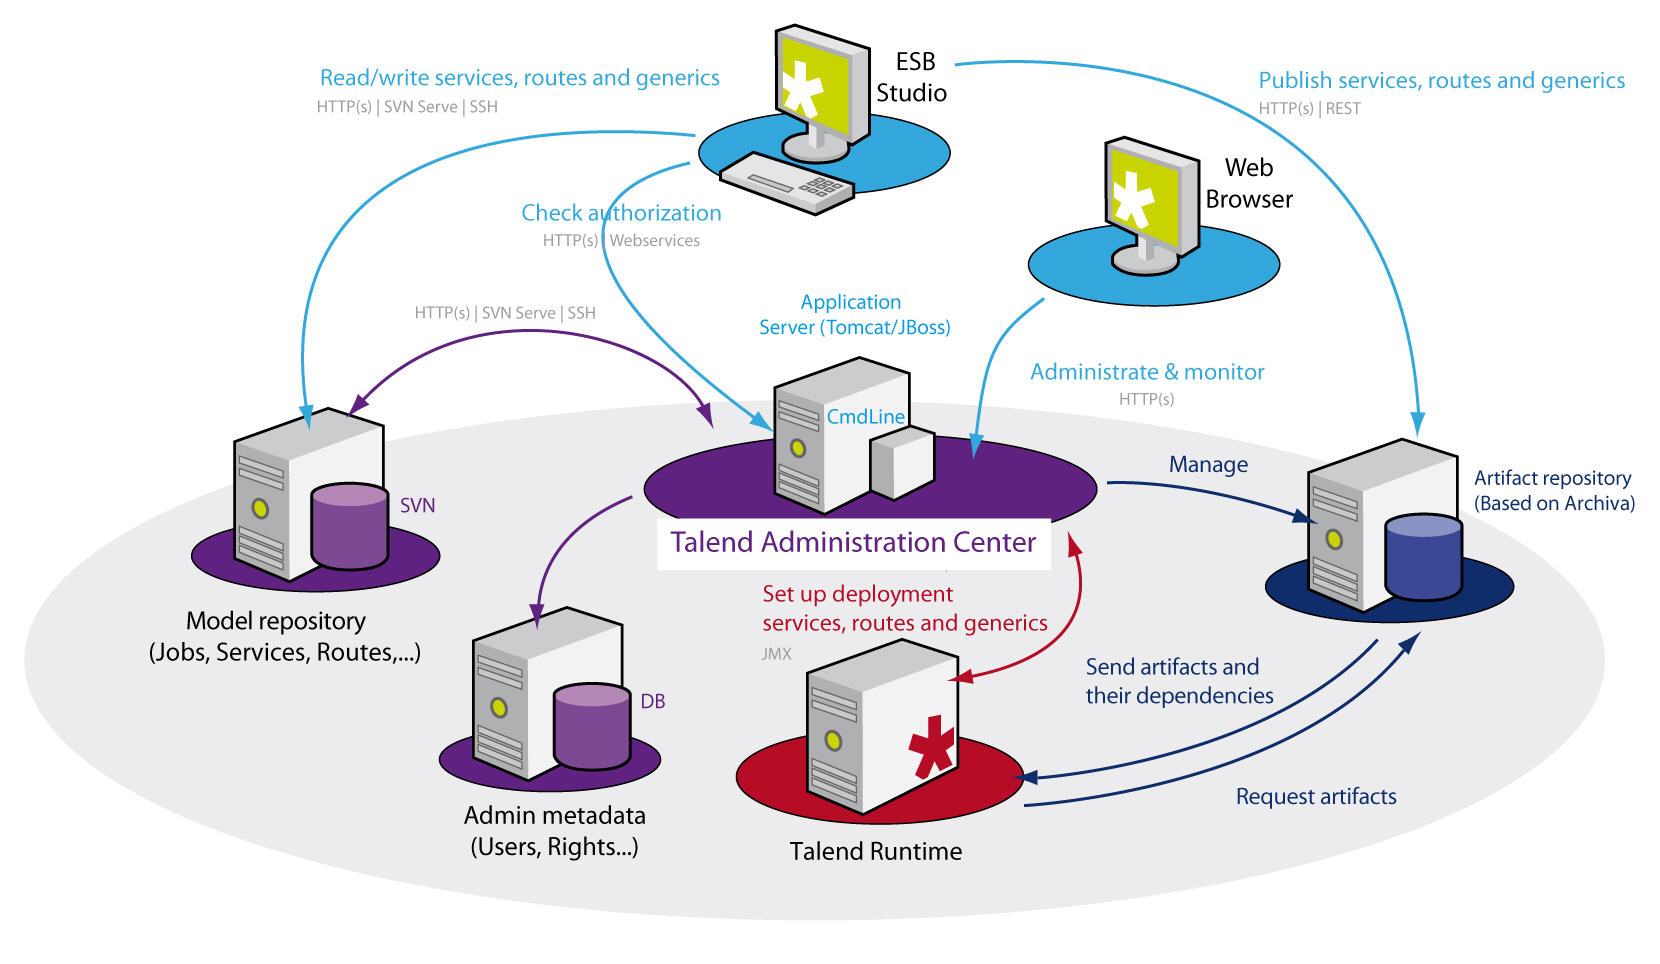 ESB
Studio
Read/write services, routes and generics
HTTP(s) | SVN Serve | SSH
Publish services, routes and generics
HTTP(s) | REST
Web
Browser
Check authorization
HTTP(s) | Webservices
HTTP(s) | SVN Serve | SSH
Application
Server (Tomcat/JBoss)
Administrate & monitor
HTTP(s)
CmdLine
Manage
Artifact repository
(Based on Archiva)
SVN
Talend Administration Center
Set up deployment
services, routes and generics
JMX
Model repository
(Jobs, Services, Routes,...)
Send artifacts and
their dependencies
DB
Request artifacts
Admin metadata
(Users, Rights...)
Talend Runtime